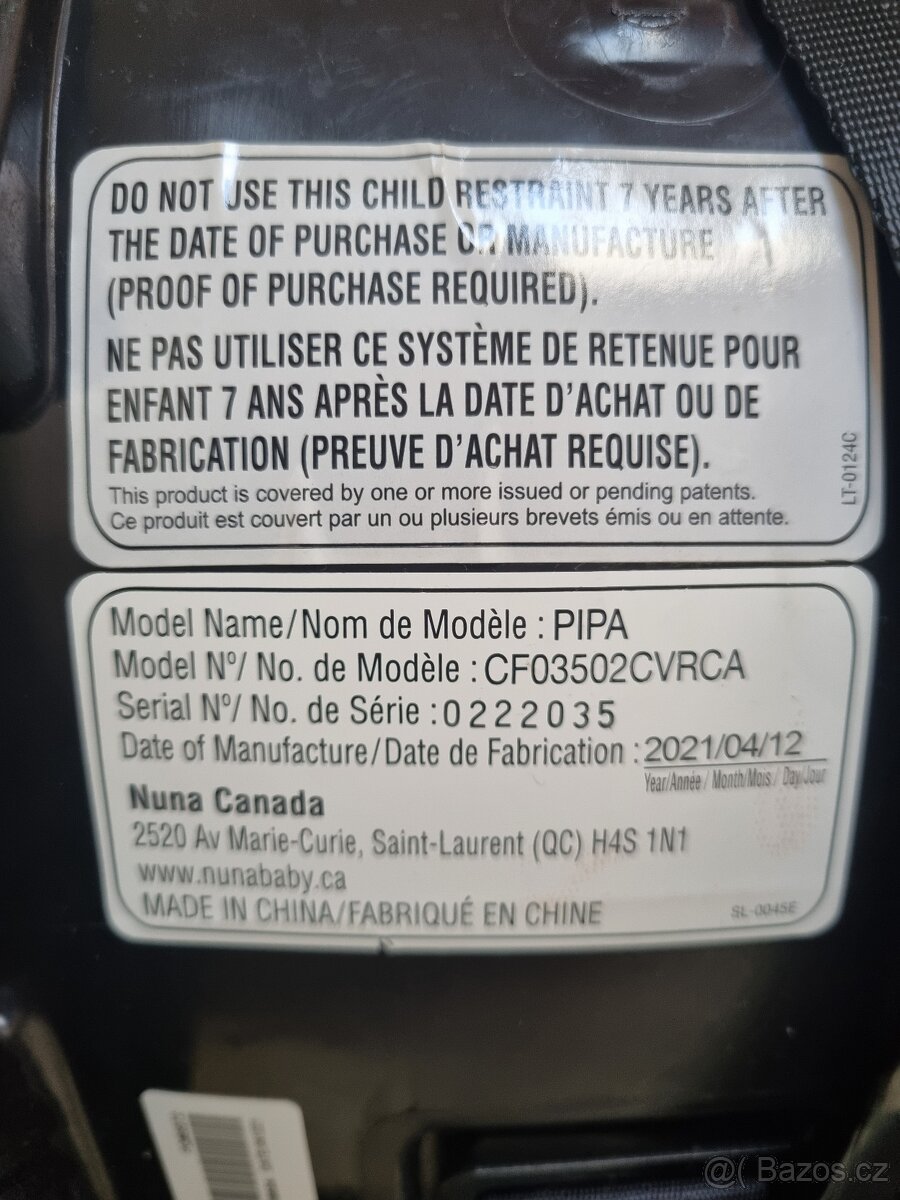 DO NOT USE THIS CHILD RESTRAINT 7 YEARS AFTER
THE DATE OF PURCHASE OR MANUFACTURE
(PROOF OF PURCHASE REQUIRED).
NE PAS UTILISER CE SYSTÈME DE RETENUE POUR
ENFANT 7 ANS APRÈS LA DATE D'ACHAT OU DE
FABRICATION (PREUVE D'ACHAT REQUISE).
This product is covered by one or more issued or pending patents.
Ce produit est couvert par un ou plusieurs brevets émis ou en attente.
LT-0124C
Model Name/Nom de Modèle : PIPA
Model Nº/ No. de Modèle : CF03502CVRCA
Serial Nº/ No. de Série : 0222035
Date of Manufacture/Date de Fabrication : 2021/04/12
Year/Année / Month/Mois / Day/Jour
Nuna Canada
2520 Av Marie-Curie, Saint-Laurent (QC) H4S 1N1
www.nunababy.ca
MADE IN CHINA/FABRIQUÉ EN CHINE
SL-0045E
@( Bazos.cz